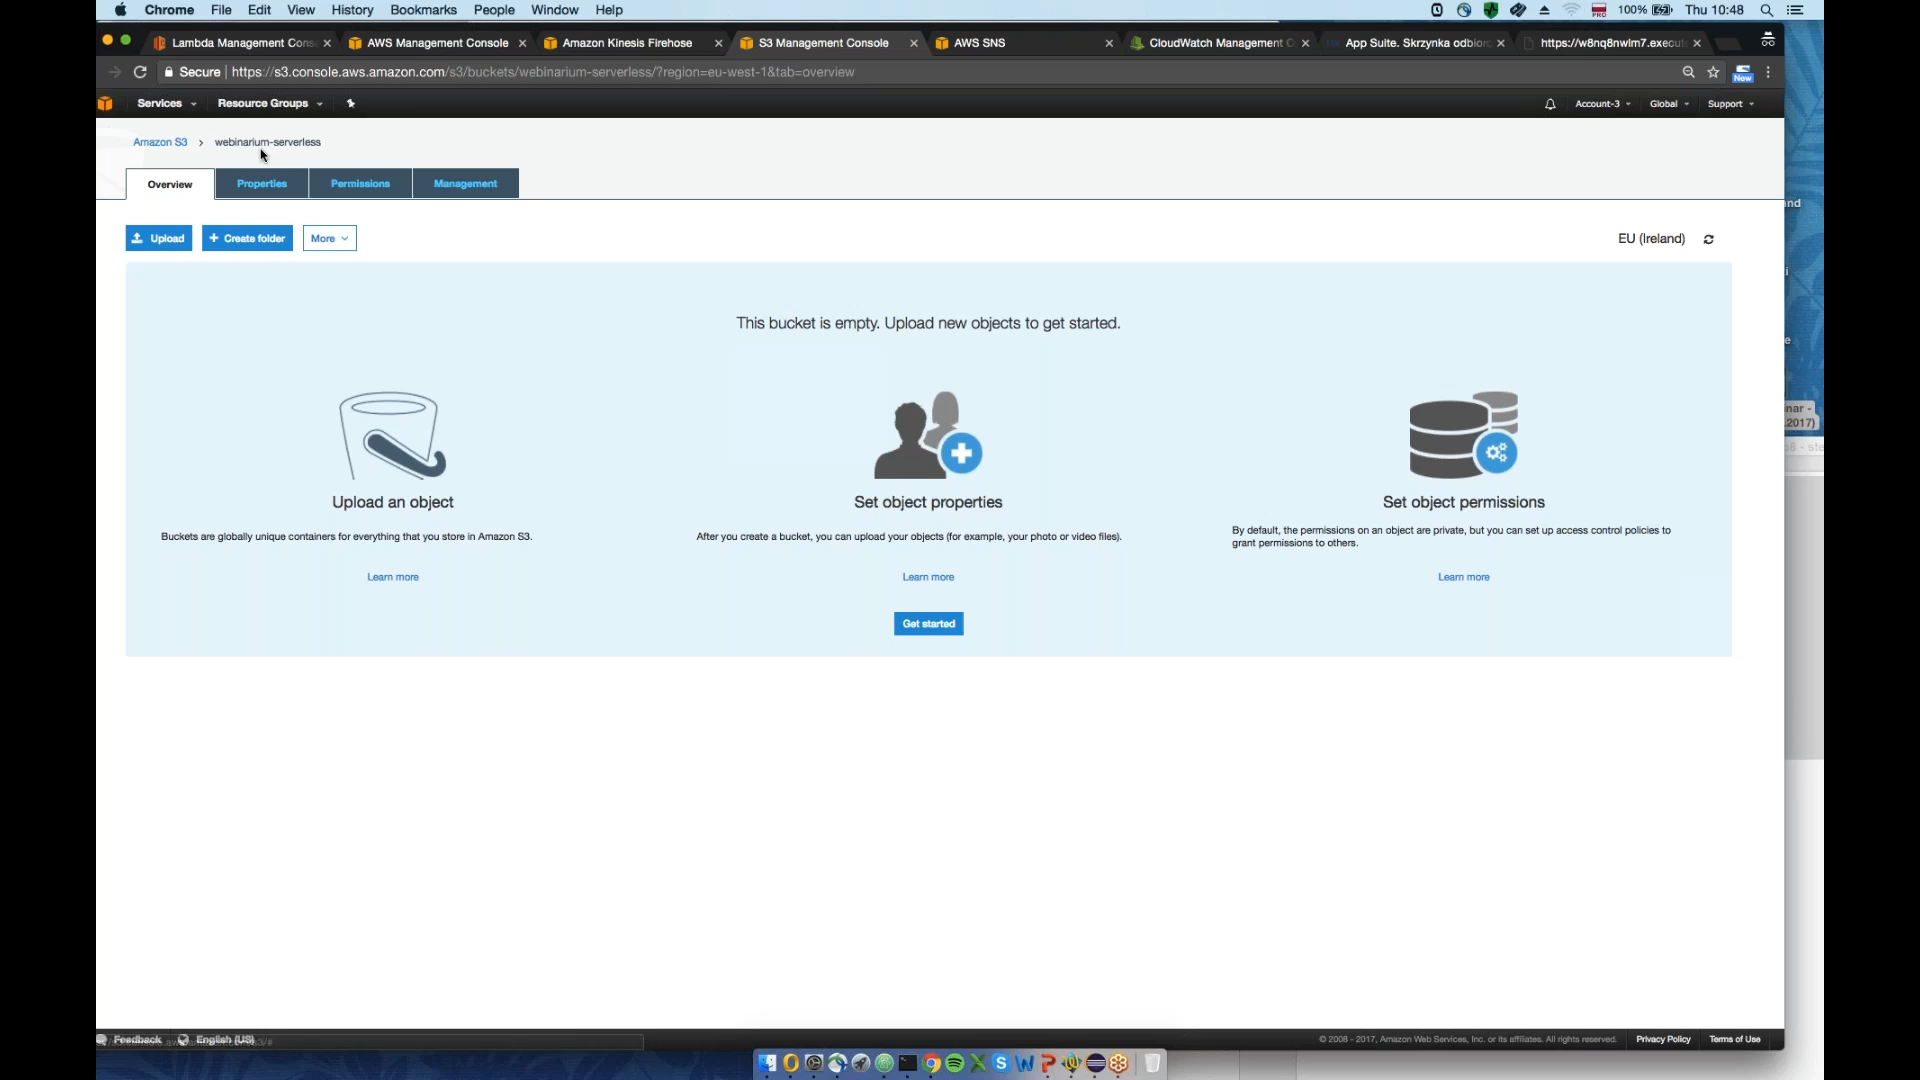 Chrome File Edit View History Bookmarks People Window Help 100% Thu 10:48
Lambda Management Cons AWS Management Console Amazon Kinesis Firehose S3 Management Console AWS SNS CloudWatch Management C App Suite. Skrzynka odbiorc https://w8nq8nwlm7.execut
Secure https://s3.console.aws.amazon.com/s3/buckets/webinarium-serverless/?region=eu-west-1&tab=overview
New
Services Resource Groups Account-3 Global Support
Amazon S3 > webinarium-serverless
Overview Properties Permissions Management
Upload + Create folder More EU (Ireland)
This bucket is empty. Upload new objects to get started.
Upload an object
Buckets are globally unique containers for everything that you store in Amazon S3.
Learn more
Set object properties
After you create a bucket, you can upload your objects (for example, your photo or video files).
Learn more
Set object permissions
By default, the permissions on an object are private, but you can set up access control policies to
grant permissions to others.
Learn more
Get started
nd
nar -
.2017)
Feedback English (US)
© 2008 - 2017, Amazon Web Services, Inc. or its affiliates. All rights reserved. Privacy Policy Terms of Use